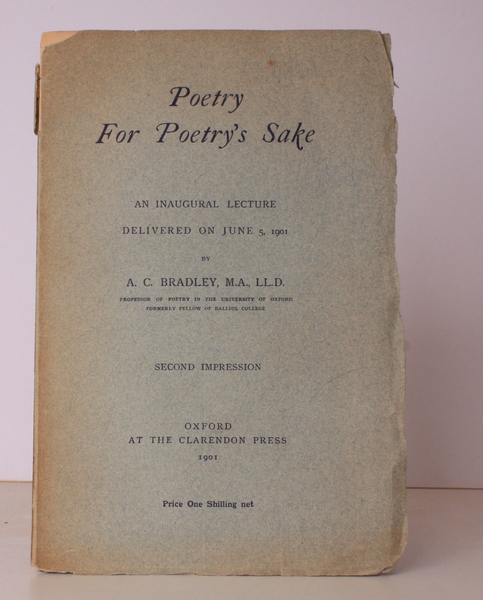 Poetry
For Poetry's Sake
AN INAUGURAL LECTURE
DELIVERED ON JUNE 5, 1901
BY
A. C. BRADLEY, M.A., LL.D.
PROFESSOR OF POETRY IN THE UNIVERSITY OF OXFORD
FORMERLY FELLOW OF BALLIOL COLLEGE
SECOND IMPRESSION
OXFORD
AT THE CLARENDON PRESS
1901
Price One Shilling net